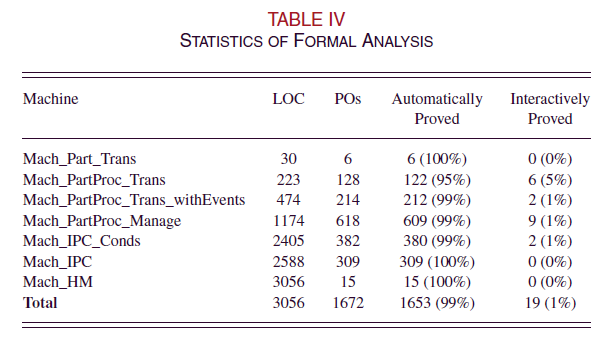 TABLE IV
STATISTICS OF FORMAL ANALYSIS
Machine LOC POs Automatically Proved Interactively Proved
Mach_Part_Trans 30 6 6 (100%) 0 (0%)
Mach_PartProc_Trans 223 128 122 (95%) 6 (5%)
Mach_PartProc_Trans_withEvents 474 214 212 (99%) 2 (1%)
Mach_PartProc_Manage 1174 618 609 (99%) 9 (1%)
Mach_IPC_Conds 2405 382 380 (99%) 2 (1%)
Mach_IPC 2588 309 309 (100%) 0 (0%)
Mach_HM 3056 15 15 (100%) 0 (0%)
Total 3056 1672 1653 (99%) 19 (1%)